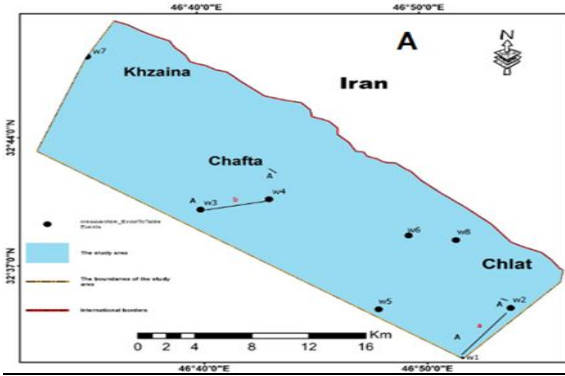 46°40'0"E 46°50'0"E
A
N
w7
Khzaina
Iran
32°44'0"N
Chafta
A
A w3 b w4
w6 w8
32°37'0"N
The study area
Chlat
The boundaries of the study
area
International borders
w5
A w2
a
A
w1
Km
0 2 4 8 12 16
46°40'0"E 46°50'0"E